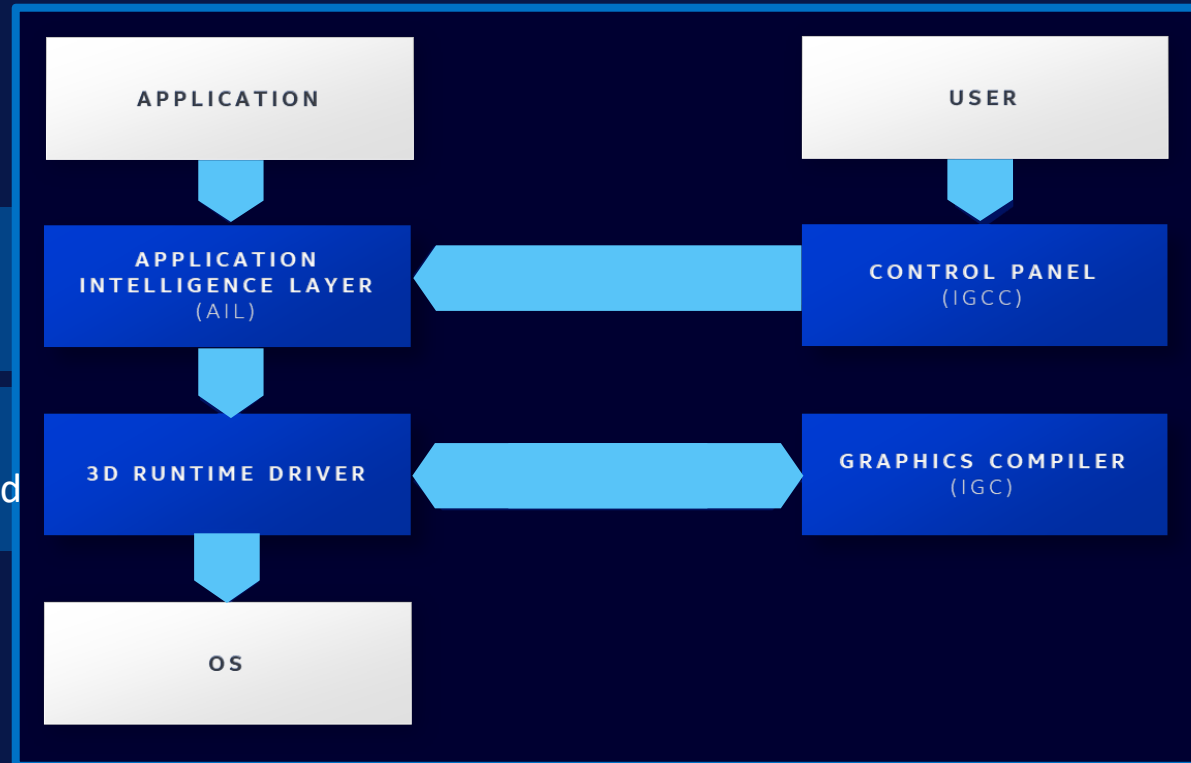 APPLICATION
USER
APPLICATION
INTELLIGENCE LAYER
(AIL)
CONTROL PANEL
(IGCC)
d
3D RUNTIME DRIVER
GRAPHICS COMPILER
(IGC)
OS